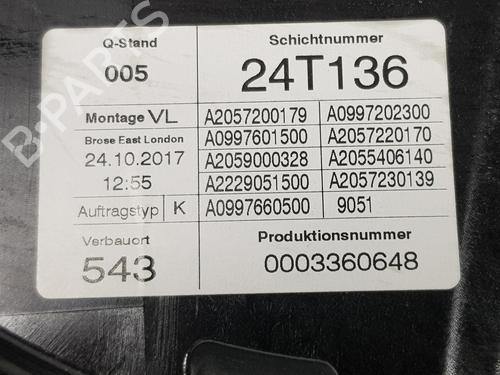 Q-Stand
005
Schichtnummer
24T136
Montage VL
Brose East London
24.10.2017
12:55
Auftragstyp K
A2057200179 A0997202300
A0997601500 A2057220170
A2059000328 A2055406140
A2229051500 A2057230139
A0997660500 9051
Verbauort
543
Produktionsnummer
0003360648
B-PARTS